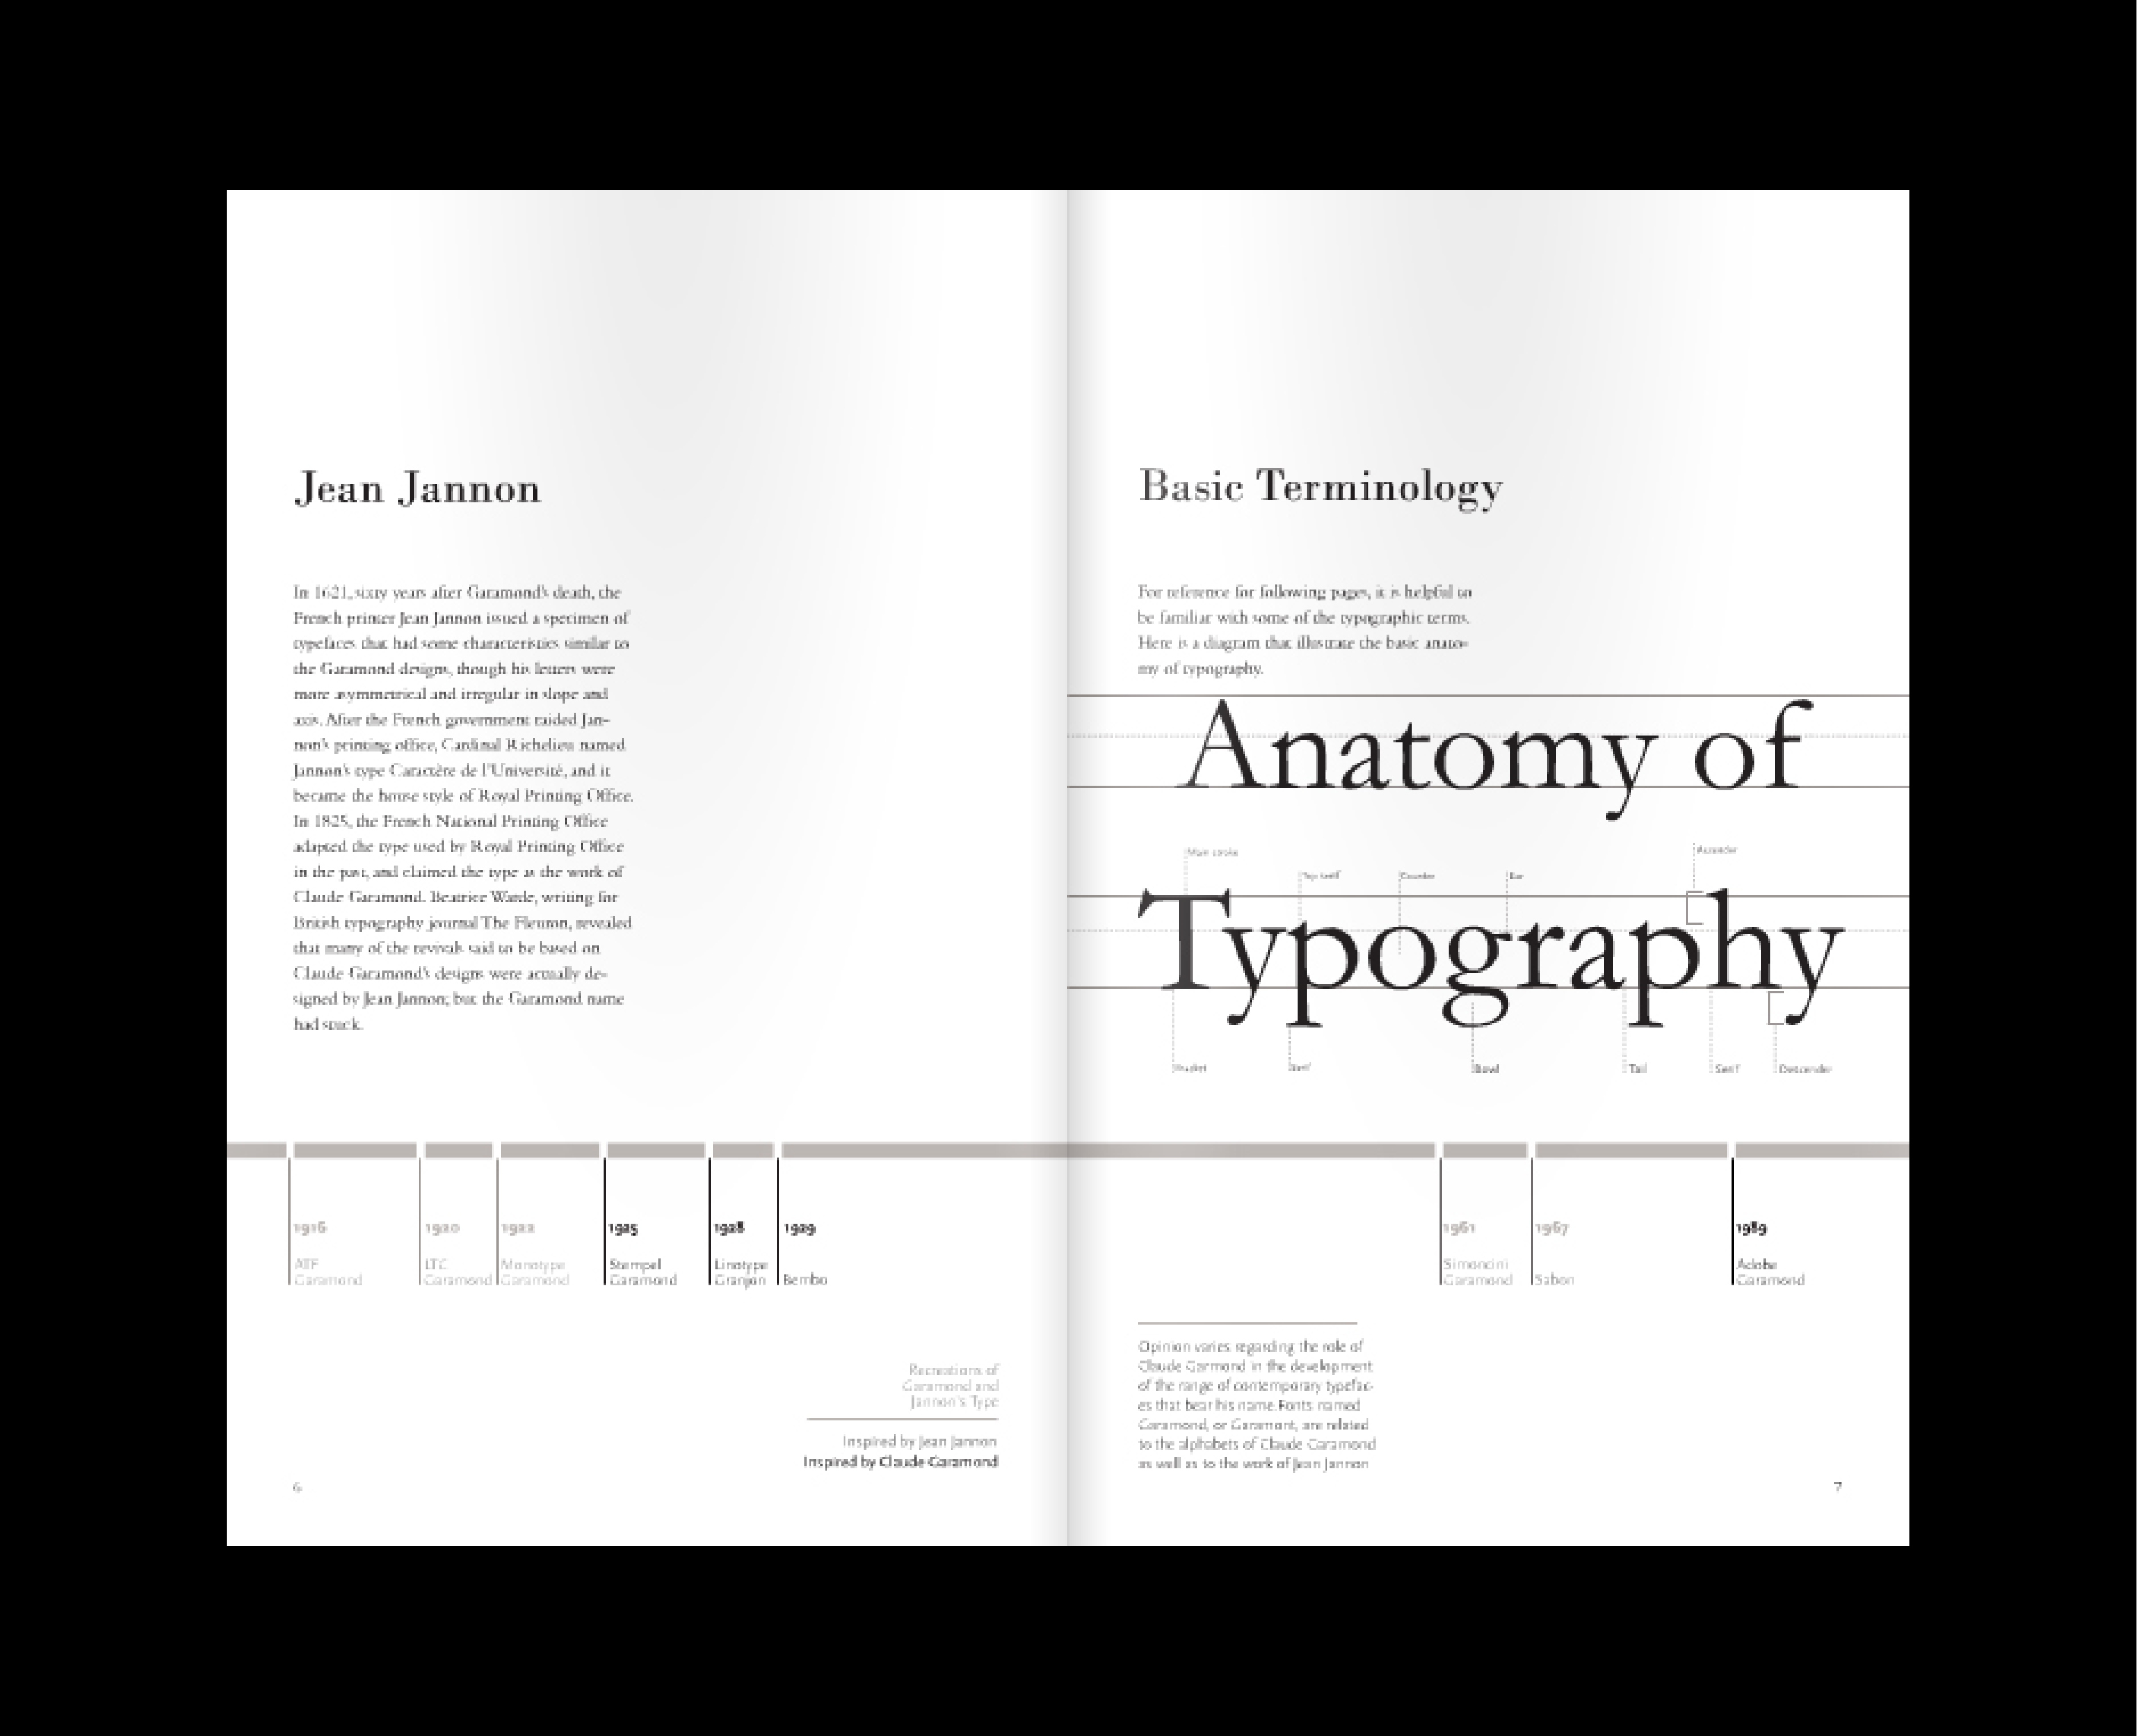 Jean Jannon
In 1621, sixty years after Garamond's death, the
French printer Jean Jannon issued a specimen of
typefaces that had some characteristics similar to
the Garamond designs, though his letters were
more asymmetrical and irregular in slope and
axis. After the French government raided Jan-
non's printing office, Cardinal Richelieu named
Jannon's type Caractère de l'Université, and it
became the house style of Royal Printing Office.
In 1825, the French National Printing Office
adapted the type used by Royal Printing Office
in the past, and claimed the type as the work of
Claude Garamond. Beatrice Warde, writing for
British typography journal The Fleuron, revealed
that many of the revivals said to be based on
Claude Garamond's designs were actually de-
signed by Jean Jannon; but the Garamond name
had stuck.
1916
ATF
Garamond
1920
LTC
Garamond
1922
Monotype
Garamond
1925
Stempel
Garamond
1928
Linotype
Granjon
1929
Bembo
Recreations of
Garamond and
Jannon's Type
Inspired by Jean Jannon
Inspired by Claude Garamond
6
Basic Terminology
For reference for following pages, it is helpful to
be familiar with some of the typographic terms.
Here is a diagram that illustrate the basic anato-
my of typography.
Anatomy of
Main stroke
Top serif
Counter
Ear
Ascender
Typography
Bracket
Serif
Bowl
Tail
Serif
Descender
1961
Simoncini
Garamond
1967
Sabon
1989
Adobe
Garamond
Opinion varies regarding the role of
Claude Garmond in the development
of the range of contemporary typefac-
es that bear his name. Fonts named
Garamond, or Garamont, are related
to the alphabets of Claude Garamond
as well as to the work of Jean Jannon
7